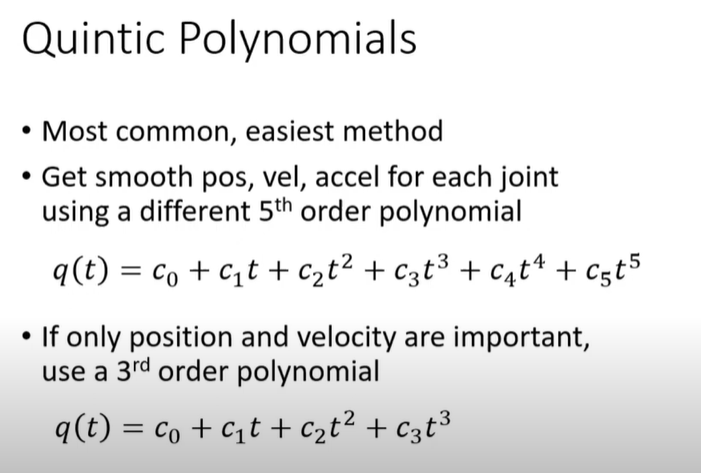 Quintic Polynomials
• Most common, easiest method
• Get smooth pos, vel, accel for each joint
using a different 5th order polynomial
q(t) = c₀ + c₁t + c₂t² + c₃t³ + c₄t⁴ + c₅t⁵
• If only position and velocity are important,
use a 3rd order polynomial
q(t) = c₀ + c₁t + c₂t² + c₃t³